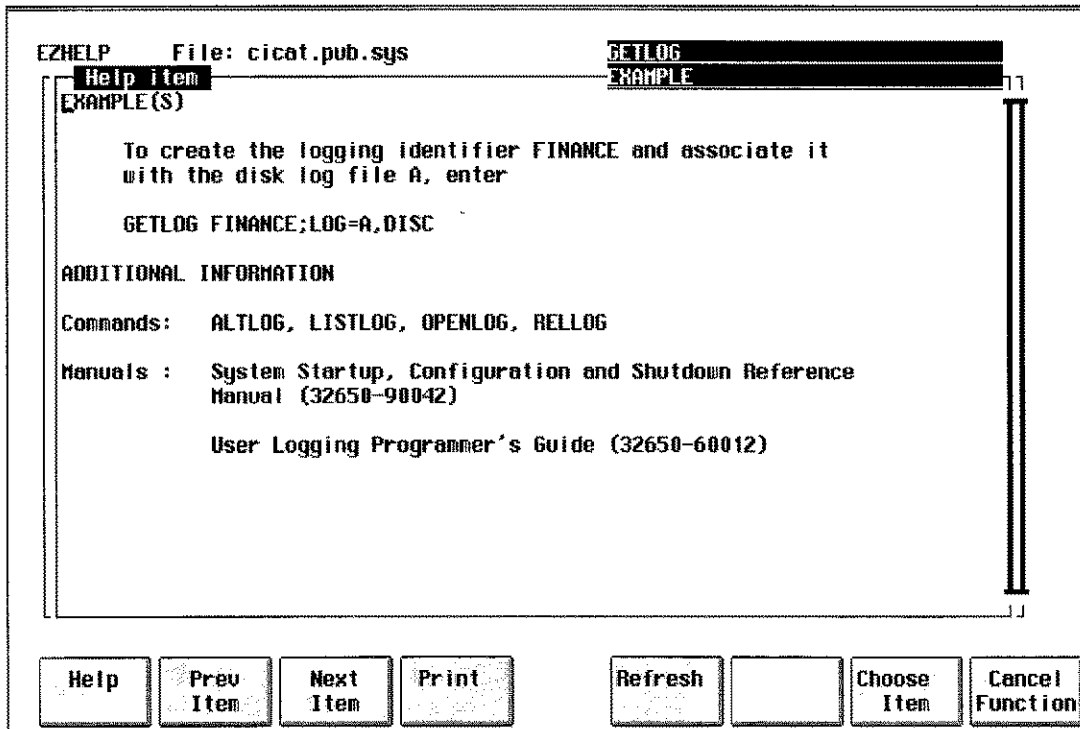 EZHELP File: cicat.pub.sys GETLOG
Help item EXAMPLE
EXAMPLE(S)
To create the logging identifier FINANCE and associate it
with the disk log file A, enter
GETLOG FINANCE;LOG=A,DISC
ADDITIONAL INFORMATION
Commands: ALTLOG, LISTLOG, OPENLOG, RELLOG
Manuals : System Startup, Configuration and Shutdown Reference
Manual (32650-90042)
User Logging Programmer's Guide (32650-60012)
Help Prev Item Next Item Print Refresh Choose Item Cancel Function